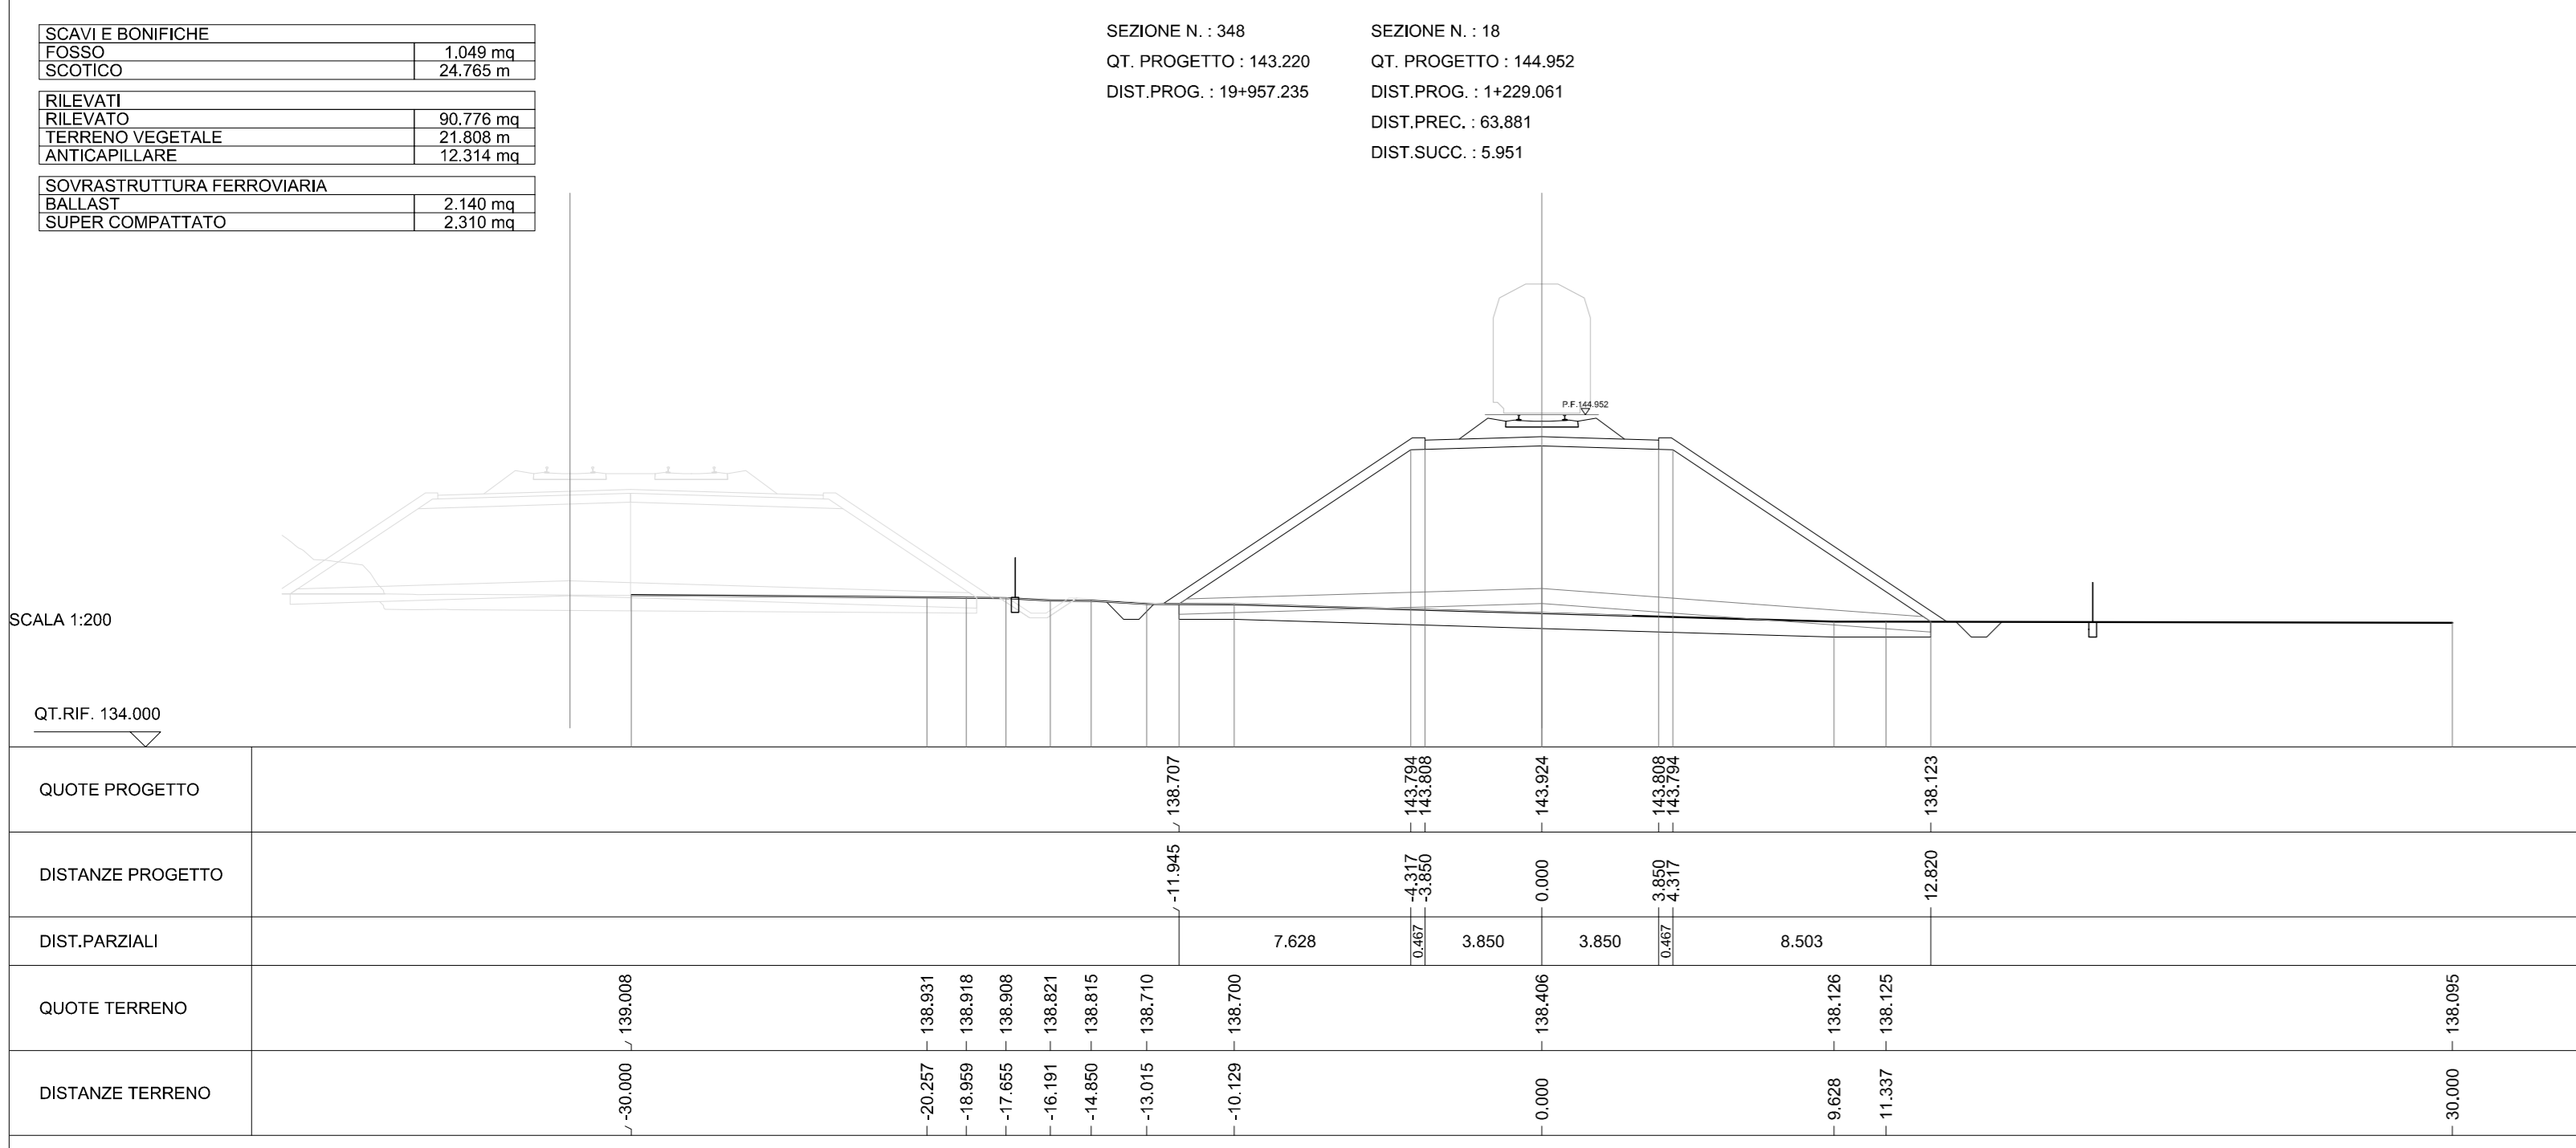 SCAVI E BONIFICHE
FOSSO 1.049 mq
SCOTICO 24.765 m
RILEVATI
RILEVATO 90.776 mq
TERRENO VEGETALE 21.808 m
ANTICAPILLARE 12.314 mq
SOVRASTRUTTURA FERROVIARIA
BALLAST 2.140 mq
SUPER COMPATTATO 2.310 mq
SEZIONE N. : 348
QT. PROGETTO : 143.220
DIST.PROG. : 19+957.235
SEZIONE N. : 18
QT. PROGETTO : 144.952
DIST.PROG. : 1+229.061
DIST.PREC. : 63.881
DIST.SUCC. : 5.951
P.F.144.952
SCALA 1:200
QT.RIF. 134.000
QUOTE PROGETTO 138.707 143.794 143.808 143.924 143.808 143.794 138.123
DISTANZE PROGETTO -11.945 -4.317 -3.850 0.000 3.850 4.317 12.820
DIST.PARZIALI 7.628 0.467 3.850 3.850 0.467 8.503
QUOTE TERRENO 139.008 138.931 138.918 138.908 138.821 138.815 138.710 138.700 138.406 138.126 138.125 138.095
DISTANZE TERRENO -30.000 -20.257 -18.959 -17.655 -16.191 -14.850 -13.015 -10.129 0.000 9.628 11.337 30.000